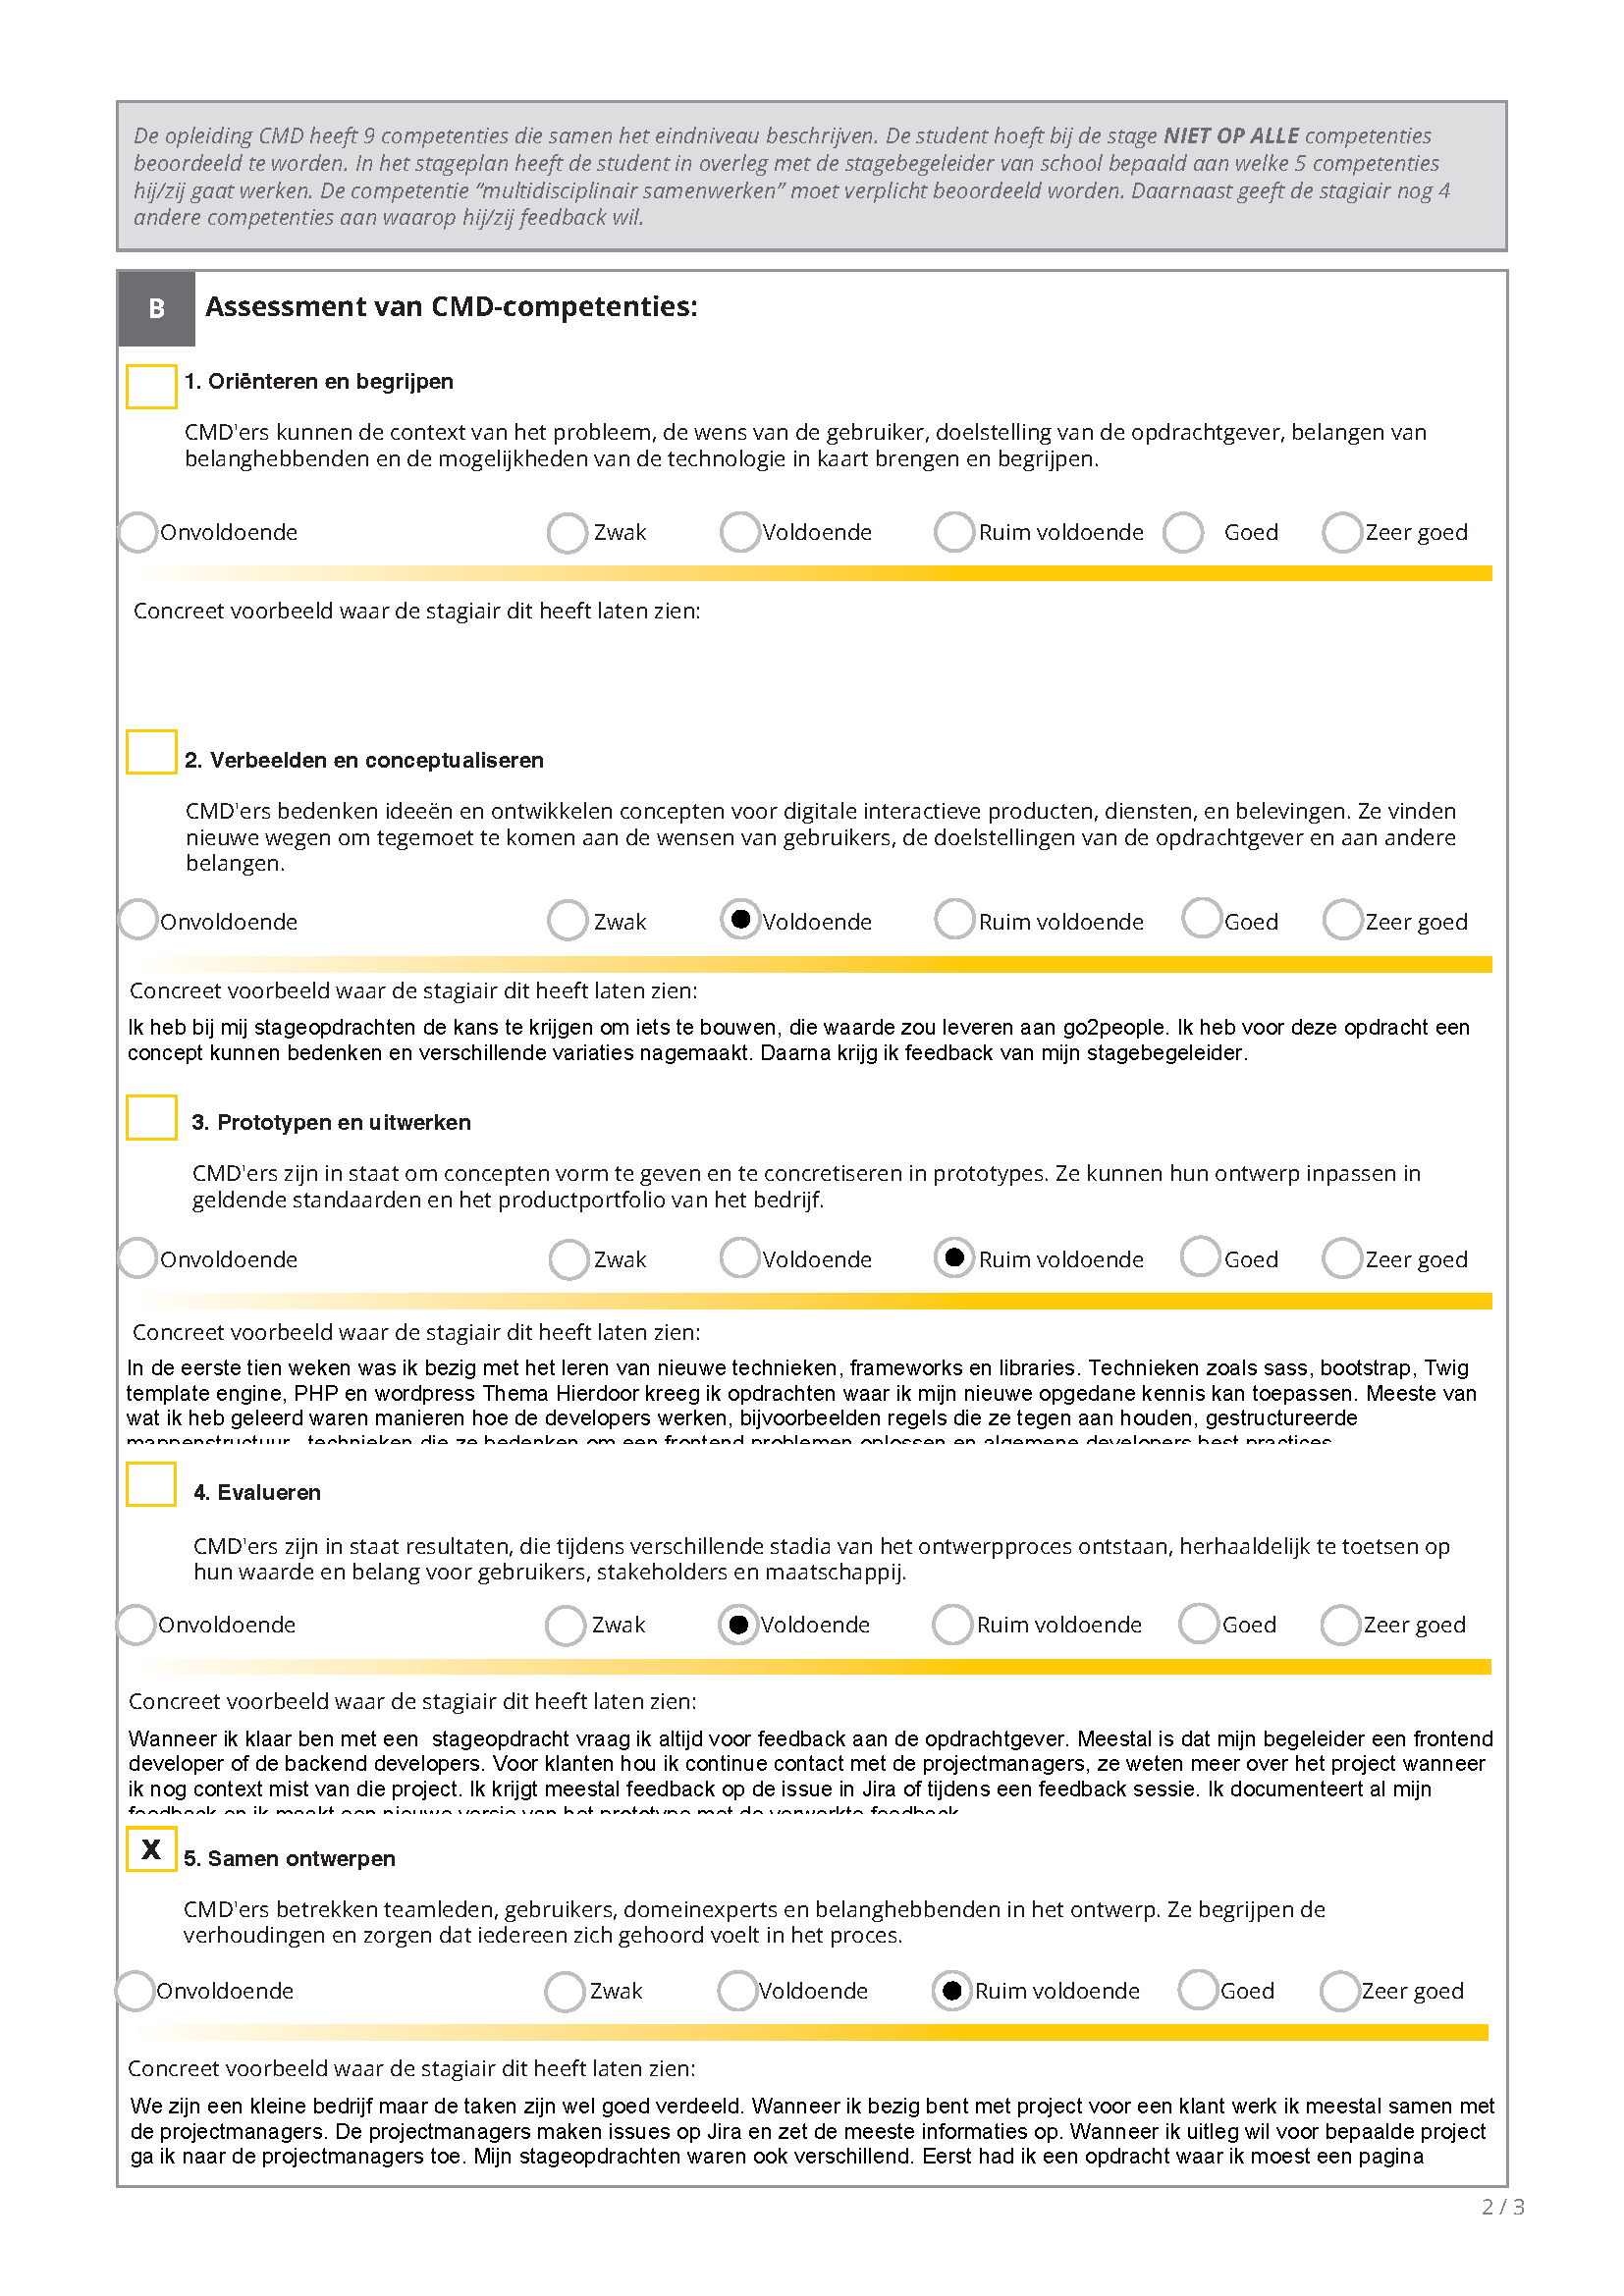 De opleiding CMD heeft 9 competenties die samen het eindniveau beschrijven. De student hoeft bij de stage NIET OP ALLE competenties
beoordeeld te worden. In het stageplan heeft de student in overleg met de stagebegeleider van school bepaald aan welke 5 competenties
hij/zij gaat werken. De competentie “multidisciplinair samenwerken” moet verplicht beoordeeld worden. Daarnaast geeft de stagiair nog 4
andere competenties aan waarop hij/zij feedback wil.
B Assessment van CMD-competenties:
1. Oriënteren en begrijpen
CMD'ers kunnen de context van het probleem, de wens van de gebruiker, doelstelling van de opdrachtgever, belangen van
belanghebbenden en de mogelijkheden van de technologie in kaart brengen en begrijpen.
Onvoldoende Zwak Voldoende Ruim voldoende Goed Zeer goed
Concreet voorbeeld waar de stagiair dit heeft laten zien:
2. Verbeelden en conceptualiseren
CMD'ers bedenken ideeën en ontwikkelen concepten voor digitale interactieve producten, diensten, en belevingen. Ze vinden
nieuwe wegen om tegemoet te komen aan de wensen van gebruikers, de doelstellingen van de opdrachtgever en aan andere
belangen.
Onvoldoende Zwak Voldoende Ruim voldoende Goed Zeer goed
Concreet voorbeeld waar de stagiair dit heeft laten zien:
Ik heb bij mij stageopdrachten de kans te krijgen om iets te bouwen, die waarde zou leveren aan go2people. Ik heb voor deze opdracht een
concept kunnen bedenken en verschillende variaties nagemaakt. Daarna krijg ik feedback van mijn stagebegeleider.
3. Prototypen en uitwerken
CMD'ers zijn in staat om concepten vorm te geven en te concretiseren in prototypes. Ze kunnen hun ontwerp inpassen in
geldende standaarden en het productportfolio van het bedrijf.
Onvoldoende Zwak Voldoende Ruim voldoende Goed Zeer goed
Concreet voorbeeld waar de stagiair dit heeft laten zien:
In de eerste tien weken was ik bezig met het leren van nieuwe technieken, frameworks en libraries. Technieken zoals sass, bootstrap, Twig
template engine, PHP en wordpress Thema Hierdoor kreeg ik opdrachten waar ik mijn nieuwe opgedane kennis kan toepassen. Meeste van
wat ik heb geleerd waren manieren hoe de developers werken, bijvoorbeelden regels die ze tegen aan houden, gestructureerde
mappenstructuur, technieken die ze bedenken om een frontend problemen oplossen en algemene developers best practices
4. Evalueren
CMD'ers zijn in staat resultaten, die tijdens verschillende stadia van het ontwerpproces ontstaan, herhaaldelijk te toetsen op
hun waarde en belang voor gebruikers, stakeholders en maatschappij.
Onvoldoende Zwak Voldoende Ruim voldoende Goed Zeer goed
Concreet voorbeeld waar de stagiair dit heeft laten zien:
Wanneer ik klaar ben met een stageopdracht vraag ik altijd voor feedback aan de opdrachtgever. Meestal is dat mijn begeleider een frontend
developer of de backend developers. Voor klanten hou ik continue contact met de projectmanagers, ze weten meer over het project wanneer
ik nog context mist van die project. Ik krijgt meestal feedback op de issue in Jira of tijdens een feedback sessie. Ik documenteert al mijn
feedback en ik maakt een nieuwe versie van het prototype met de verwerkte feedback
X 5. Samen ontwerpen
CMD'ers betrekken teamleden, gebruikers, domeinexperts en belanghebbenden in het ontwerp. Ze begrijpen de
verhoudingen en zorgen dat iedereen zich gehoord voelt in het proces.
Onvoldoende Zwak Voldoende Ruim voldoende Goed Zeer goed
Concreet voorbeeld waar de stagiair dit heeft laten zien:
We zijn een kleine bedrijf maar de taken zijn wel goed verdeeld. Wanneer ik bezig bent met project voor een klant werk ik meestal samen met
de projectmanagers. De projectmanagers maken issues op Jira en zet de meeste informaties op. Wanneer ik uitleg wil voor bepaalde project
ga ik naar de projectmanagers toe. Mijn stageopdrachten waren ook verschillend. Eerst had ik een opdracht waar ik moest een pagina
2 / 3